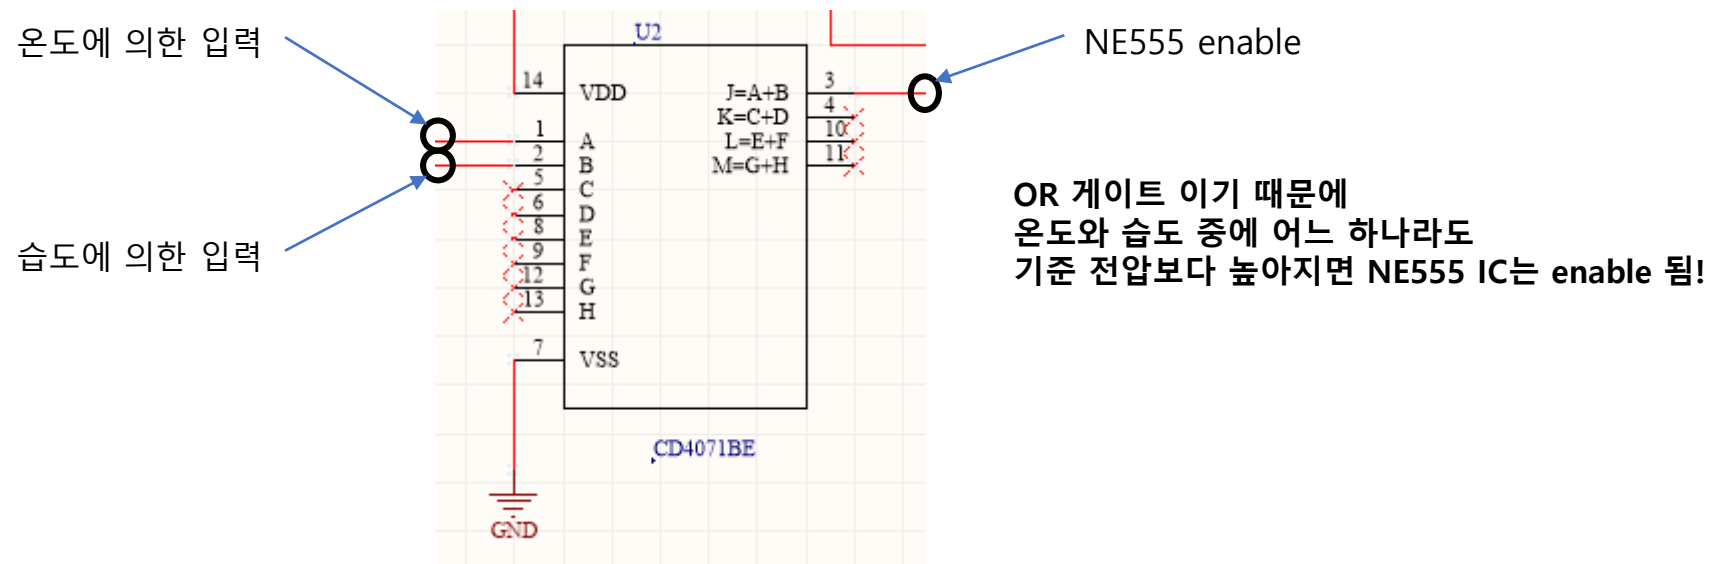 온도에 의한 입력
습도에 의한 입력
U2
14 VDD
1 A
2 B
5 C
6 D
8 E
9 F
12 G
13 H
7 VSS
J=A+B 3
K=C+D 4
L=E+F 10
M=G+H 11
CD4071BE
GND
NE555 enable
OR 게이트 이기 때문에
온도와 습도 중에 어느 하나라도
기준 전압보다 높아지면 NE555 IC는 enable 됨!